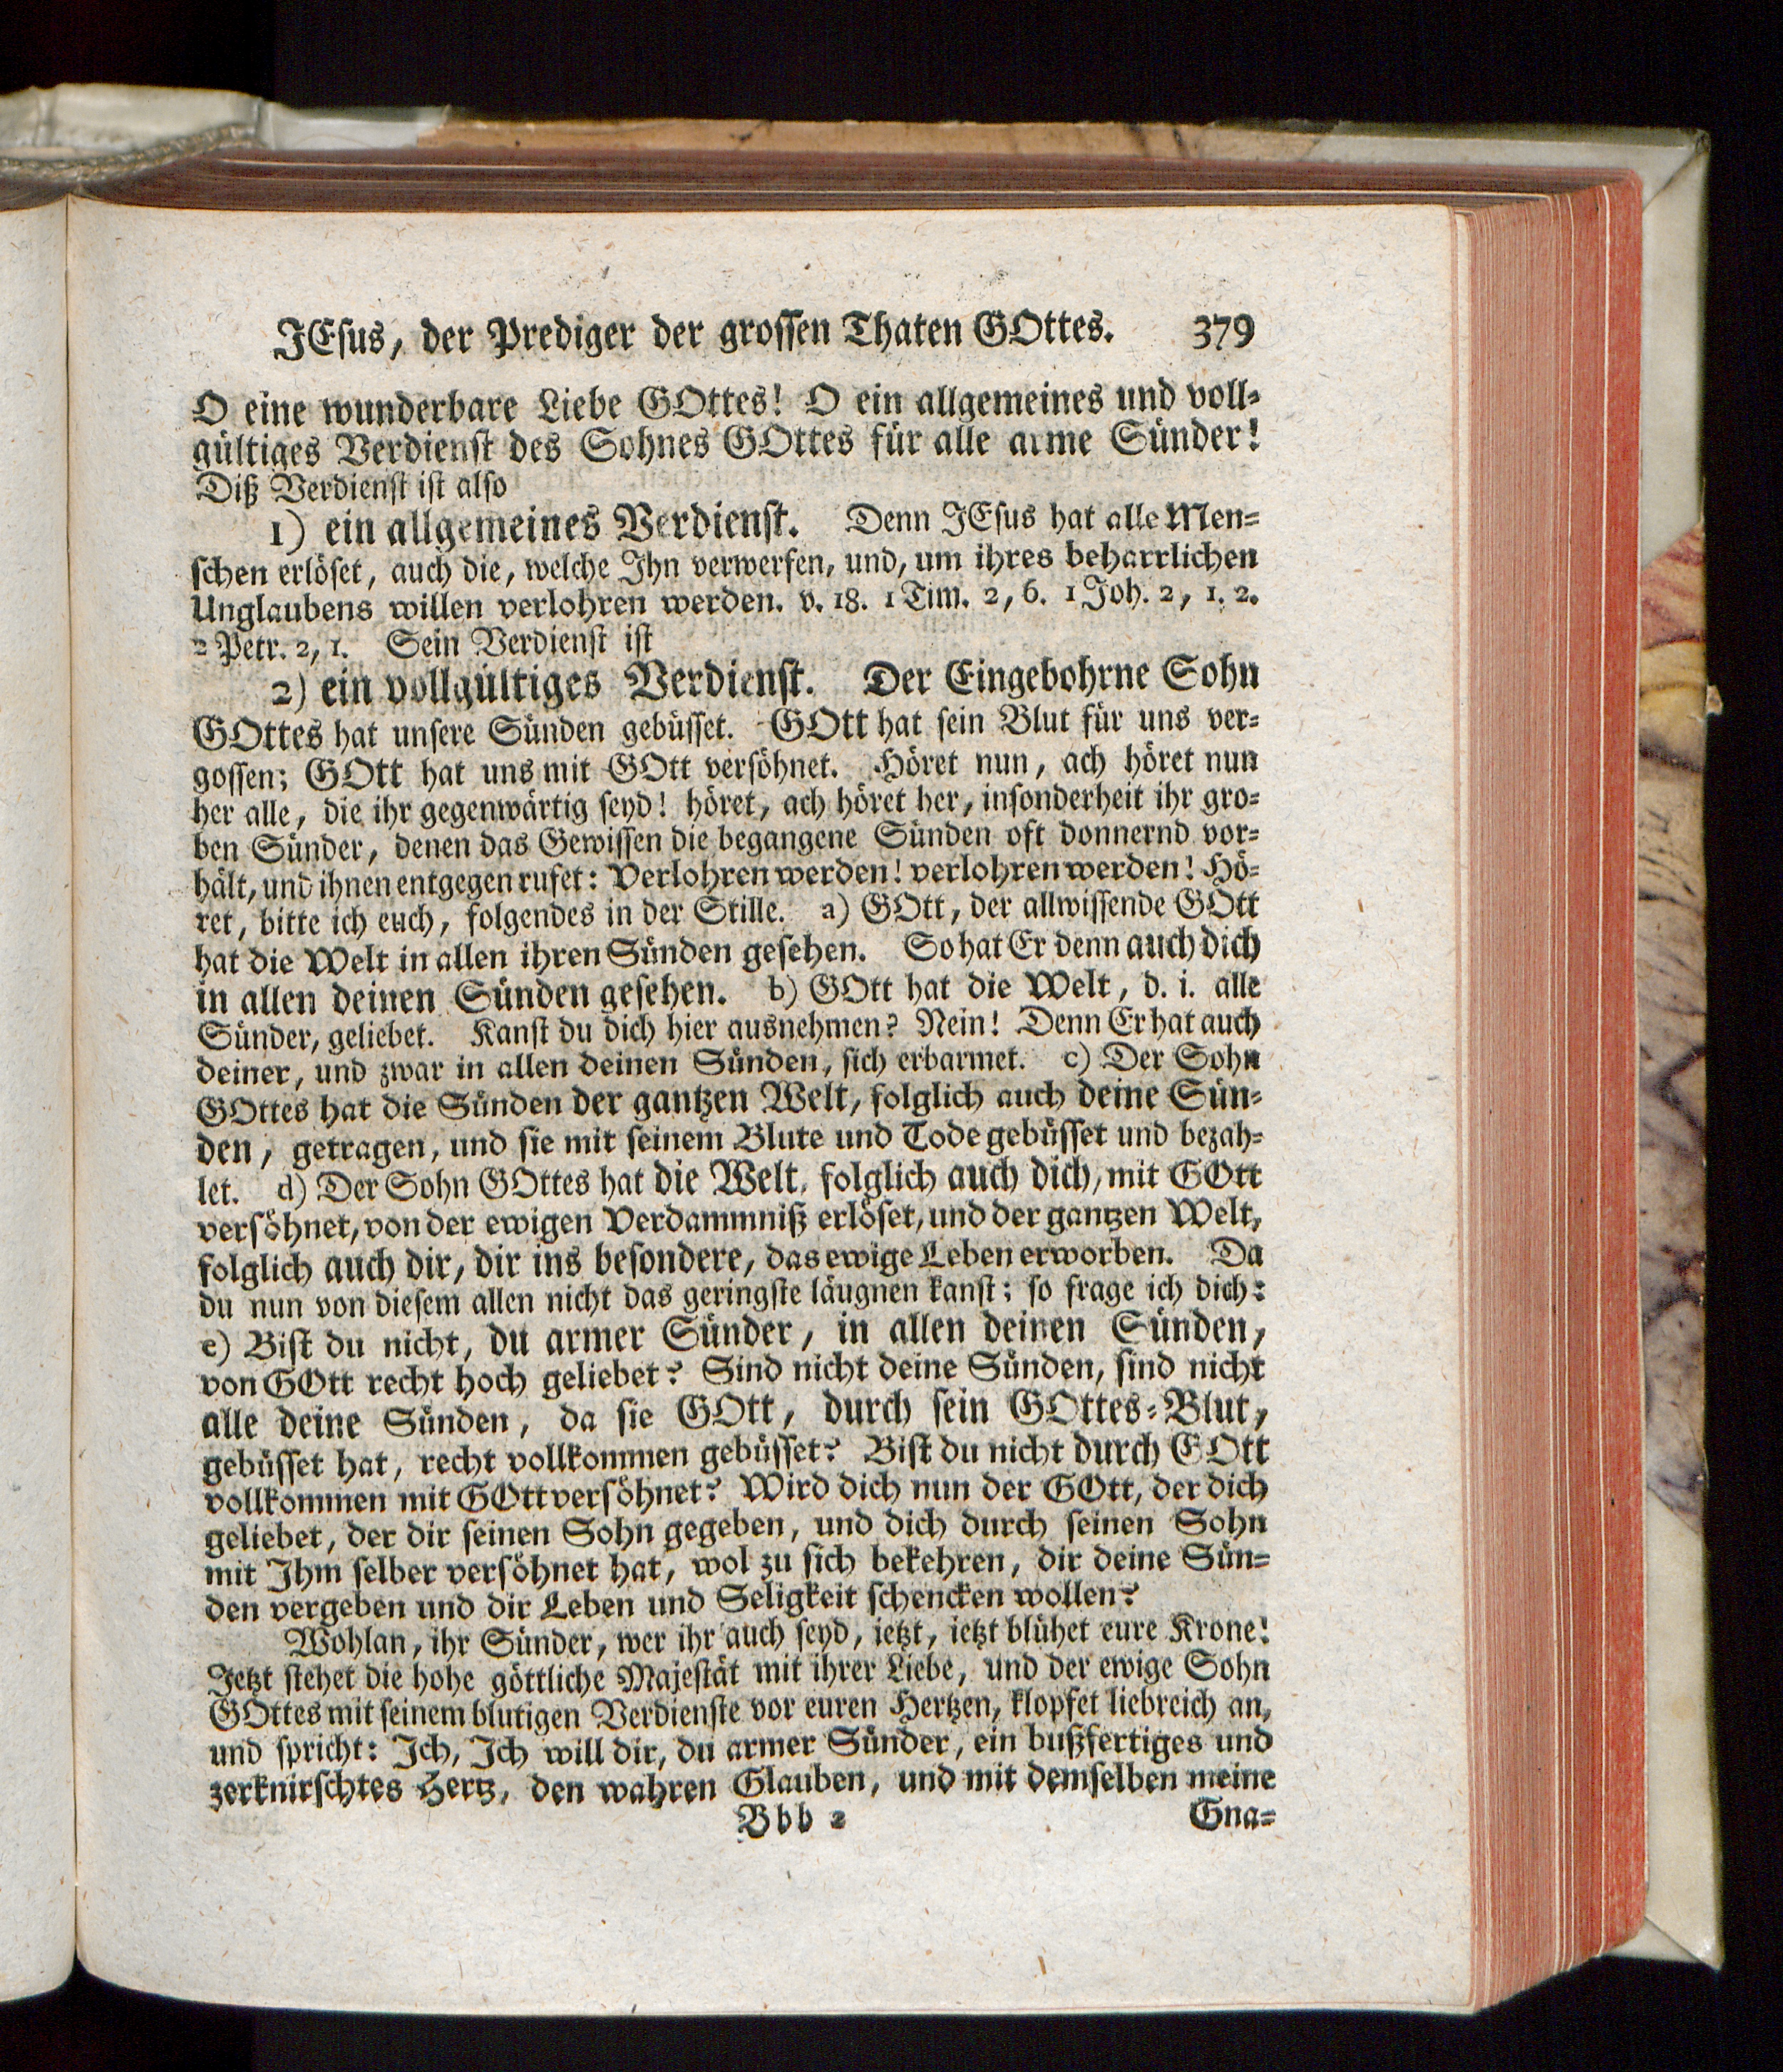 JEsus, der Prediger der grossen Thaten GOttes. 379
O eine wunderbare Liebe GOttes! O ein allgemeines und voll-
gültiges Verdienst des Sohnes GOttes für alle arme Sünder!
Diß Verdienst ist also
1) ein allgemeines Verdienst. Denn JEsus hat alle Men-
schen erlöset, auch die, welche Ihn verwerfen, und, um ihres beharrlichen
Unglaubens willen verlohren werden. v. 18. 1 Tim. 2, 6. 1 Joh. 2, 1. 2.
2 Petr. 2, 1. Sein Verdienst ist
2) ein vollgültiges Verdienst. Der Eingebohrne Sohn
GOttes hat unsere Sünden gebüsset. GOtt hat sein Blut für uns ver-
gossen; GOtt hat uns mit GOtt versöhnet. Höret nun, ach höret nun
her alle, die ihr gegenwärtig seyd! höret, ach höret her, insonderheit ihr gro-
ben Sünder, denen das Gewissen die begangene Sünden oft donnernd vor-
hält, und ihnen entgegen rufet: Verlohren werden! verlohren werden! Hö-
ret, bitte ich euch, folgendes in der Stille. a) GOtt, der allwissende GOtt
hat die Welt in allen ihren Sünden gesehen. So hat Er denn auch dich
in allen deinen Sünden gesehen. b) GOtt hat die Welt, d. i. alle
Sünder, geliebet. Kanst du dich hier ausnehmen? Nein! Denn Er hat auch
deiner, und zwar in allen deinen Sünden, sich erbarmet. c) Der Sohn
GOttes hat die Sünden der gantzen Welt, folglich auch deine Sün-
den, getragen, und sie mit seinem Blute und Tode gebüsset und bezah-
let. d) Der Sohn GOttes hat die Welt, folglich auch dich, mit GOtt
versöhnet, von der ewigen Verdammniß erlöset, und der gantzen Welt,
folglich auch dir, dir ins besondere, das ewige Leben erworben. Da
du nun von diesem allen nicht das geringste läugnen kanst; so frage ich dich:
e) Bist du nicht, du armer Sünder, in allen deinen Sünden,
von GOtt recht hoch geliebet? Sind nicht deine Sünden, sind nicht
alle deine Sünden, da sie GOtt, durch sein GOttes-Blut,
gebüsset hat, recht vollkommen gebüsset? Bist du nicht durch GOtt
vollkommen mit GOtt versöhnet? Wird dich nun der GOtt, der dich
geliebet, der dir seinen Sohn gegeben, und dich durch seinen Sohn
mit Ihm selber versöhnet hat, wol zu sich bekehren, dir deine Sün-
den vergeben und dir Leben und Seligkeit schencken wollen?
Wohlan, ihr Sünder, wer ihr auch seyd, ietzt, ietzt blühet eure Krone!
Jetzt stehet die hohe göttliche Majestät mit ihrer Liebe, und der ewige Sohn
GOttes mit seinem blutigen Verdienste vor euren Hertzen, klopfet liebreich an,
und spricht: Ich, Ich will dir, du armer Sünder, ein bußfertiges und
zerknirschtes Hertz, den wahren Glauben, und mit demselben meine
Bbb 2 Gna-